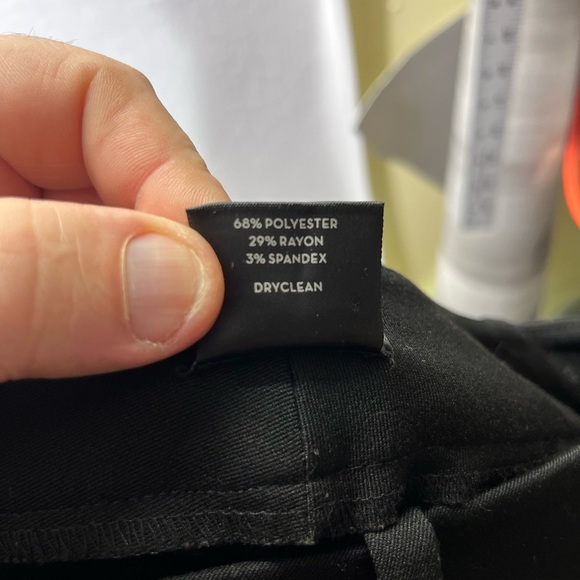 68% POLYESTER
29% RAYON
3% SPANDEX
DRYCLEAN